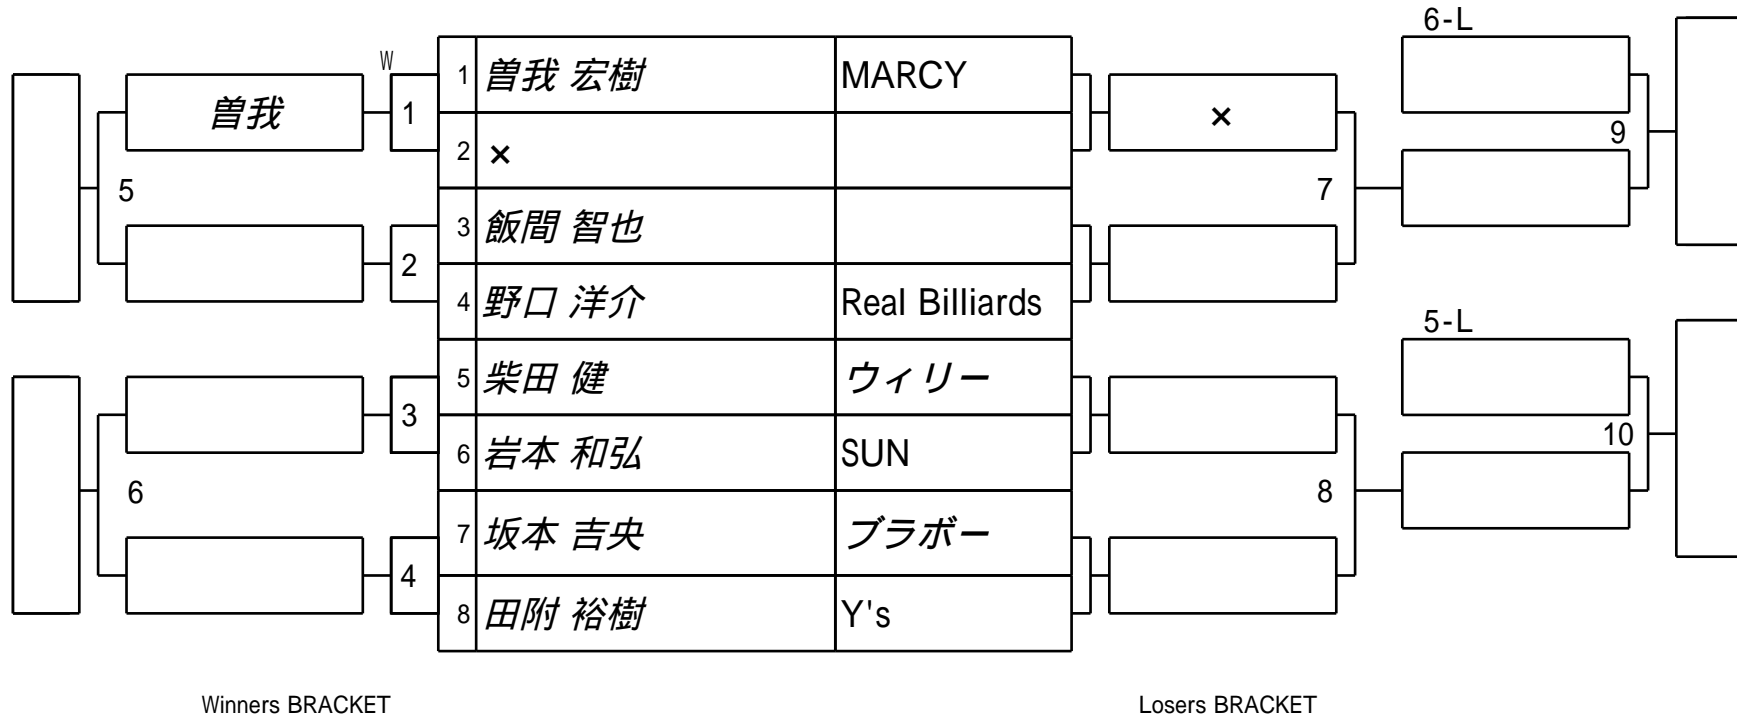 6-L
W
1 曽我 宏樹 MARCY
曽我 1 ×
9
2 ×
5 7
3 飯間 智也
2
4 野口 洋介 Real Billiards
5-L
5 柴田 健 ウィリー
3
10
6 岩本 和弘 SUN
6 8
7 坂本 吉央 ブラボー
4
8 田附 裕樹 Y's
Winners BRACKET Losers BRACKET